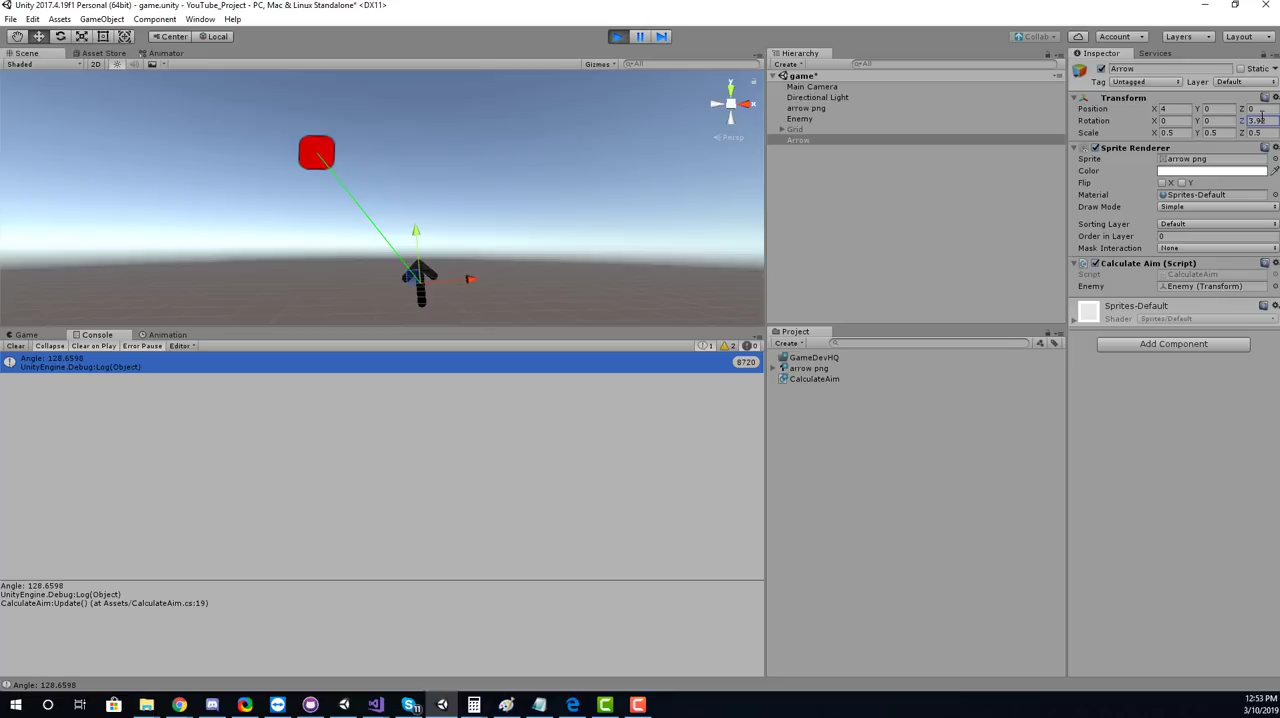 Unity 2017.4.19f1 Personal (64bit) - game.unity - YouTube_Project - PC, Mac & Linux Standalone* <DX11>
File Edit Assets GameObject Component Window Help
Center Local Collab Account Layers Layout
Scene Asset Store Animator
Shaded 2D Gizmos All
y
x
Persp
Game Console Animation
Clear Collapse Clear on Play Error Pause Editor 1 2 0
Angle: 128.6598
UnityEngine.Debug:Log(Object)
8720
Angle: 128.6598
UnityEngine.Debug:Log(Object)
CalculateAim:Update() (at Assets/CalculateAim.cs:19)
Angle: 128.6598
Hierarchy
Create All
game*
Main Camera
Directional Light
arrow png
Enemy
Grid
Arrow
Project
Create
GameDevHQ
arrow png
CalculateAim
Inspector Services
Arrow Static
Tag Untagged Layer Default
Transform
Position X 4 Y 0 Z 0
Rotation X 0 Y 0 Z 3.92
Scale X 0.5 Y 0.5 Z 0.5
Sprite Renderer
Sprite arrow png
Color
Flip X Y
Material Sprites-Default
Draw Mode Simple
Sorting Layer Default
Order in Layer 0
Mask Interaction None
Calculate Aim (Script)
Script CalculateAim
Enemy Enemy (Transform)
Sprites-Default
Shader Sprites/Default
Add Component
11
12:53 PM
3/10/2019